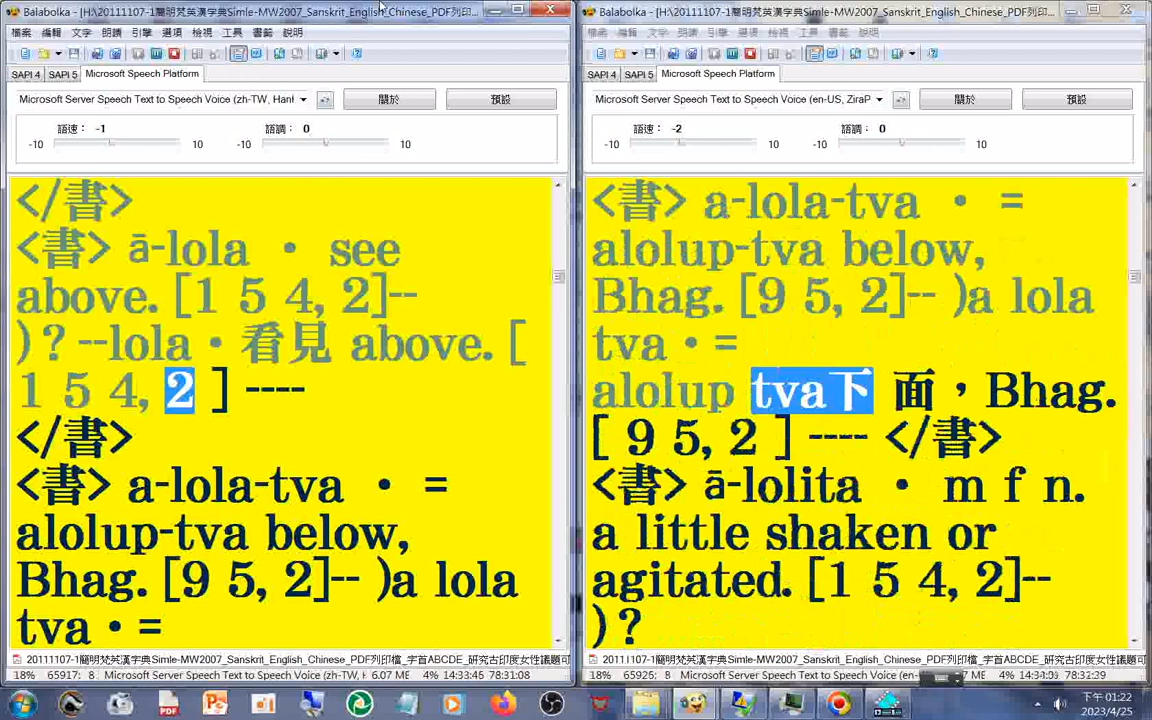 Balabolka - [H:\20111107-1簡明梵英漢字典Simle-MW2007_Sanskrit_English_Chinese_PDF列印...
檔案 編輯 文字 朗讀 引擎 選項 檢視 工具 書籤 說明
SAPI 4 SAPI 5 Microsoft Speech Platform
Microsoft Server Speech Text to Speech Voice (zh-TW, Hanl 關於 預設
語速： -1 語調： 0
-10 10 -10 10
</書>
<書> ā-lola • see
above. [1 5 4, 2]--
)？--lola • 看見 above. [
1 5 4, 2 ] ----
</書>
<書> a-lola-tva • =
alolup-tva below,
Bhag. [9 5, 2]-- )a lola
tva • =
20111107-1簡明梵英漢字典Simle-MW2007_Sanskrit_English_Chinese_PDF列印檔_字首ABCDE_研究古印度女性議題可
18% 65917: 8 Microsoft Server Speech Text to Speech Voice (zh-TW, H 6.07 ME 4% 14:33:45 78:31:08
Balabolka - [H:\20111107-1簡明梵英漢字典Simle-MW2007_Sanskrit_English_Chinese_PDF列印...
檔案 編輯 文字 朗讀 引擎 選項 檢視 工具 書籤 說明
SAPI 4 SAPI 5 Microsoft Speech Platform
Microsoft Server Speech Text to Speech Voice (en-US, ZiraP 關於 預設
語速： -2 語調： 0
-10 10 -10 10
<書> a-lola-tva • =
alolup-tva below,
Bhag. [9 5, 2]-- )a lola
tva • =
alolup tva下 面，Bhag.
[ 9 5, 2 ] ---- </書>
<書> ā-lolita • m f n.
a little shaken or
agitated. [1 5 4, 2]--
)？
20111107-1簡明梵英漢字典Simle-MW2007_Sanskrit_English_Chinese_PDF列印檔_字首ABCDE_研究古印度女性議題可
18% 65925: 8 Microsoft Server Speech Text to Speech Voice 4% 78:32:29
下午 01:22
2023/4/25